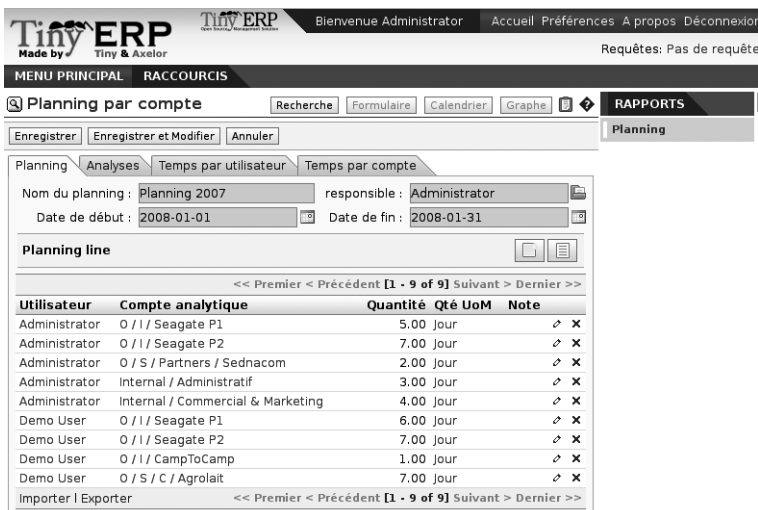 Tiny ERP
Made by Tiny & Axelor
Tiny ERP
Open Source Management Solution
Bienvenue Administrator
Accueil Préférences A propos Déconnexion
Requêtes: Pas de requête
MENU PRINCIPAL RACCOURCIS
Planning par compte
Recherche Formulaire Calendrier Graphe
RAPPORTS
Planning
Enregistrer Enregistrer et Modifier Annuler
Planning Analyses Temps par utilisateur Temps par compte
Nom du planning : Planning 2007 responsible : Administrator
Date de début : 2008-01-01 Date de fin : 2008-01-31
Planning line
<< Premier < Précédent [1 - 9 of 9] Suivant > Dernier >>
Utilisateur Compte analytique Quantité Qté UoM Note
Administrator O / I / Seagate P1 5.00 Jour
Administrator O / I / Seagate P2 7.00 Jour
Administrator O / S / Partners / Sednacom 2.00 Jour
Administrator Internal / Administratif 3.00 Jour
Administrator Internal / Commercial & Marketing 4.00 Jour
Demo User O / I / Seagate P1 6.00 Jour
Demo User O / I / Seagate P2 7.00 Jour
Demo User O / I / CampToCamp 1.00 Jour
Demo User O / S / C / Agrolait 7.00 Jour
Importer l Exporter << Premier < Précédent [1 - 9 of 9] Suivant > Dernier >>